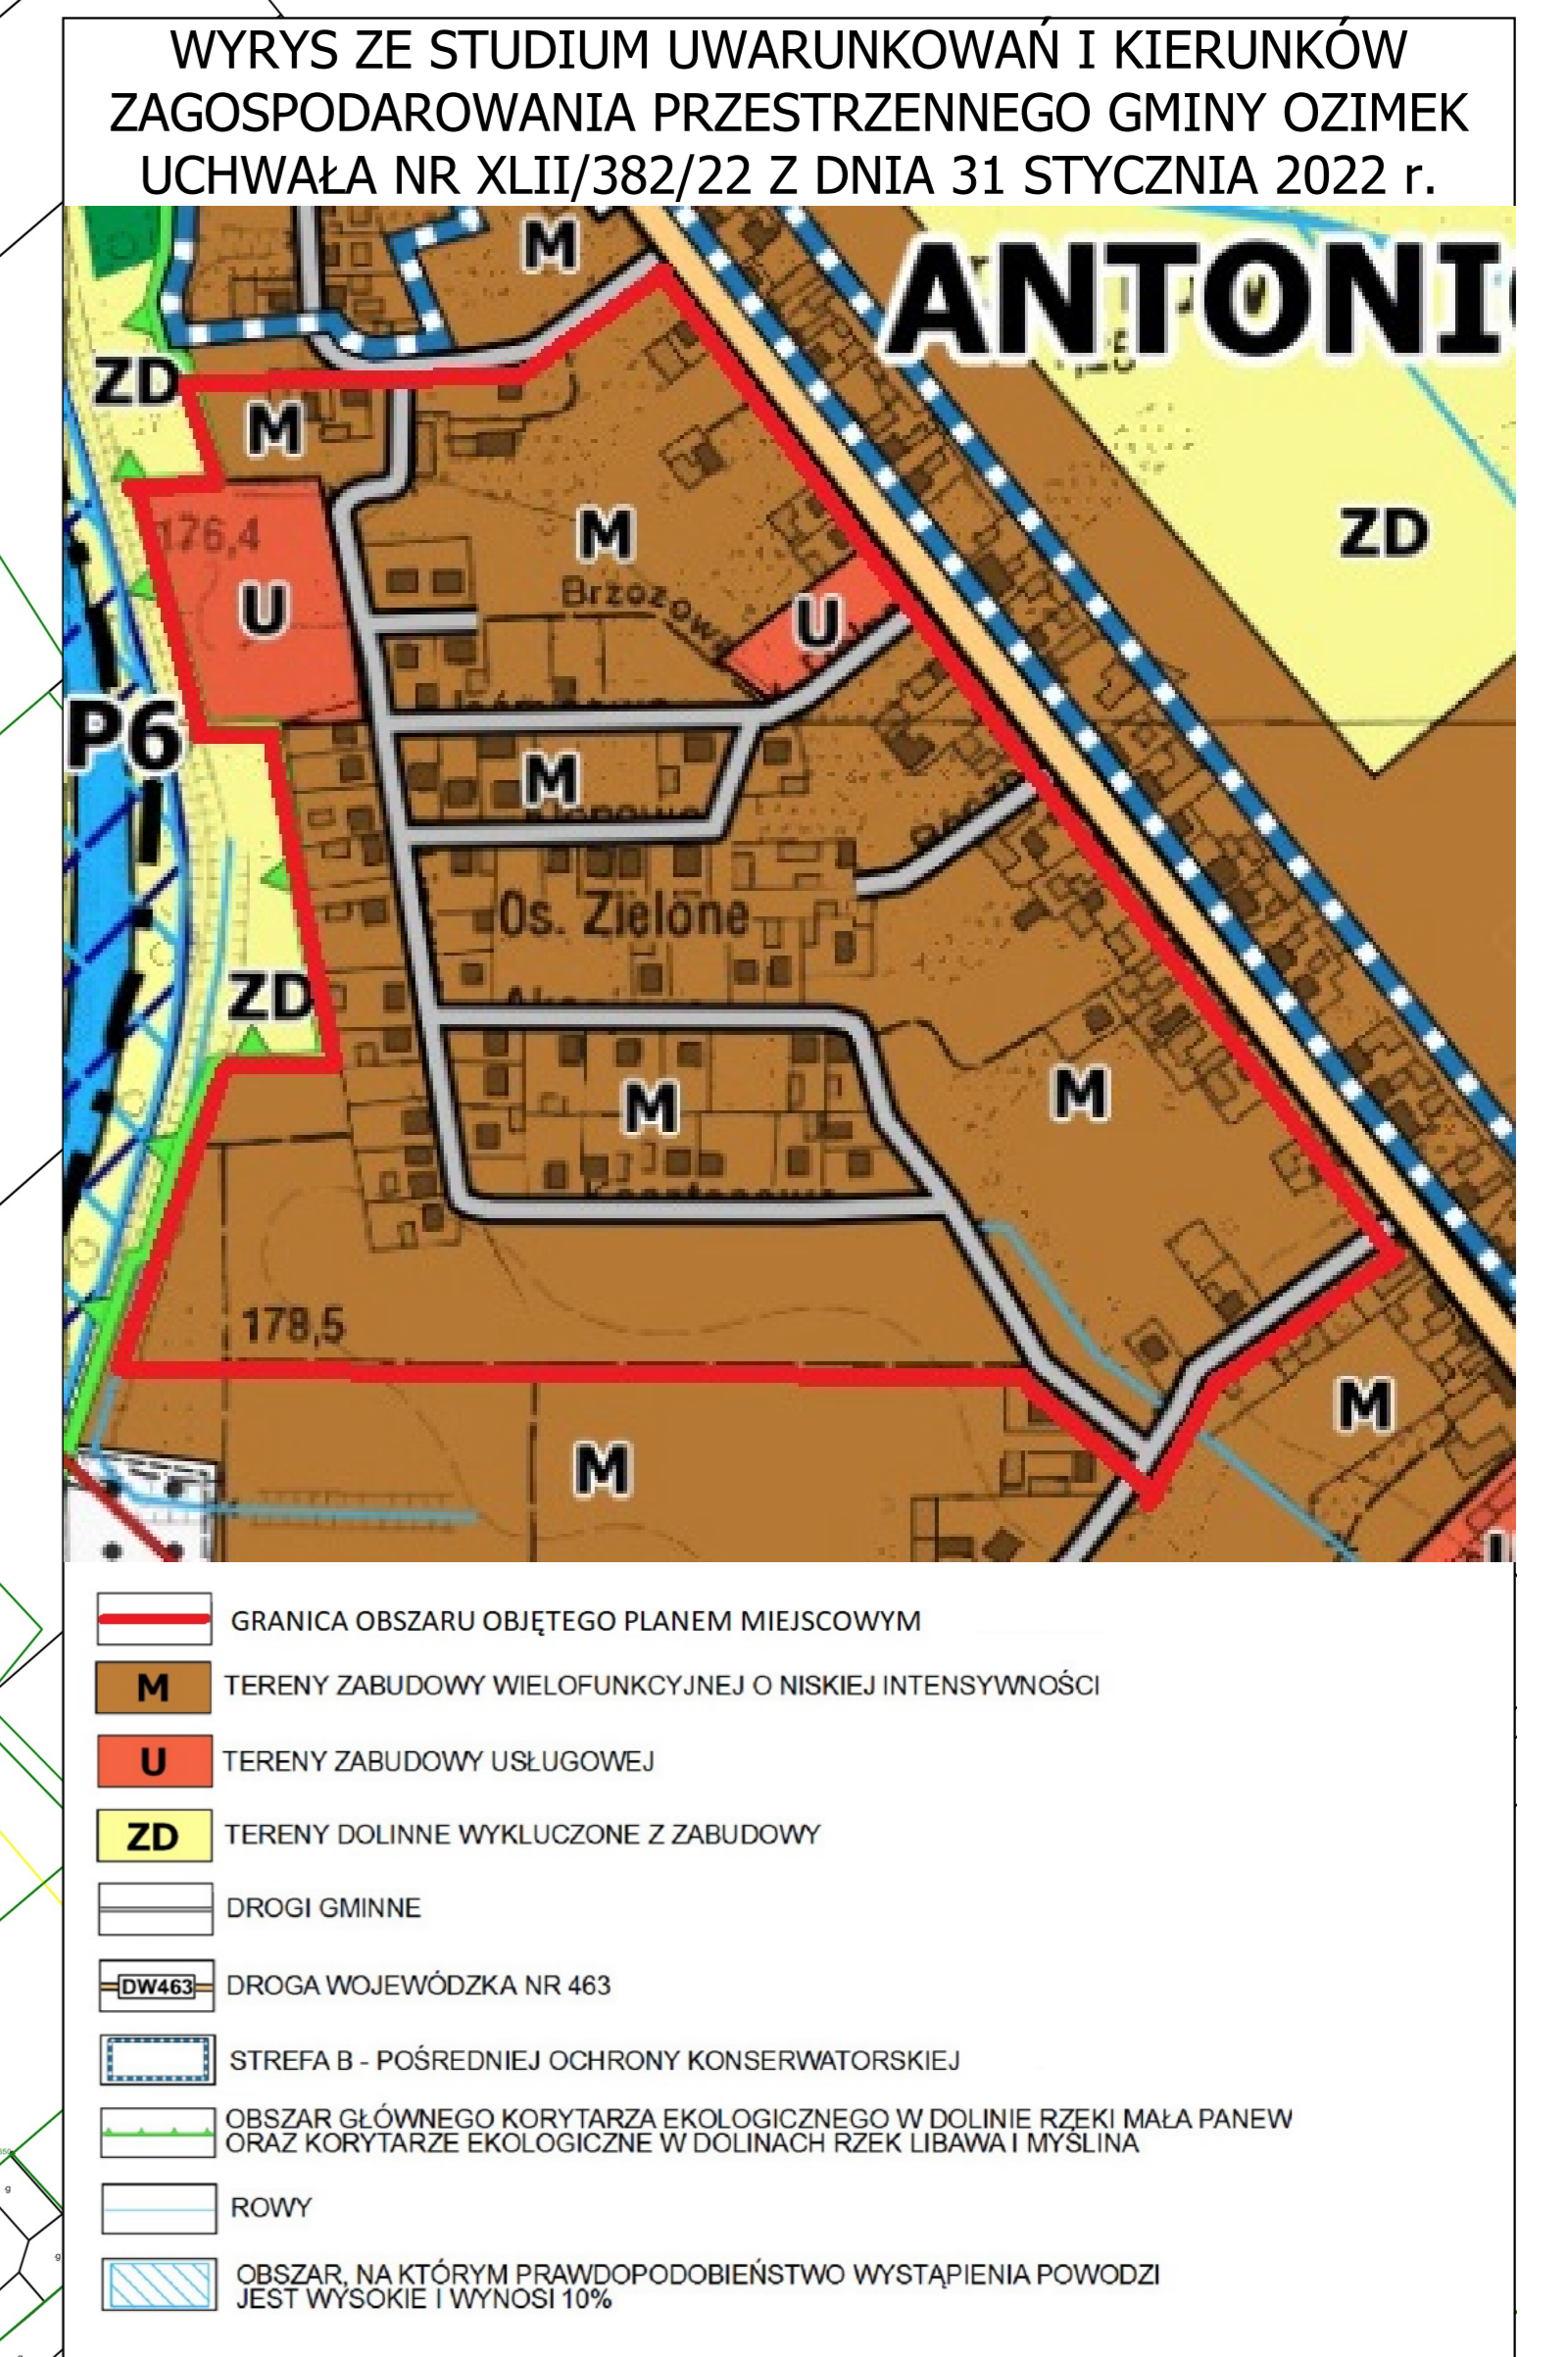 WYRYS ZE STUDIUM UWARUNKOWAŃ I KIERUNKÓW
ZAGOSPODAROWANIA PRZESTRZENNEGO GMINY OZIMEK
UCHWAŁA NR XLII/382/22 Z DNIA 31 STYCZNIA 2022 r.
M
ANTONI
ZD
M
176,4
M
ZD
U
Brzozowa
U
P6
M
Os. Zielone
ZD
M
M
178,5
M
M
GRANICA OBSZARU OBJĘTEGO PLANEM MIEJSCOWYM
M TERENY ZABUDOWY WIELOFUNKCYJNEJ O NISKIEJ INTENSYWNOŚCI
U TERENY ZABUDOWY USŁUGOWEJ
ZD TERENY DOLINNE WYKLUCZONE Z ZABUDOWY
DROGI GMINNE
DW463 DROGA WOJEWÓDZKA NR 463
STREFA B - POŚREDNIEJ OCHRONY KONSERWATORSKIEJ
OBSZAR GŁÓWNEGO KORYTARZA EKOLOGICZNEGO W DOLINIE RZEKI MAŁA PANEW
ORAZ KORYTARZE EKOLOGICZNE W DOLINACH RZEK LIBAWA I MYŚLINA
ROWY
OBSZAR, NA KTÓRYM PRAWDOPODOBIEŃSTWO WYSTĄPIENIA POWODZI
JEST WYSOKIE I WYNOSI 10%
g
g